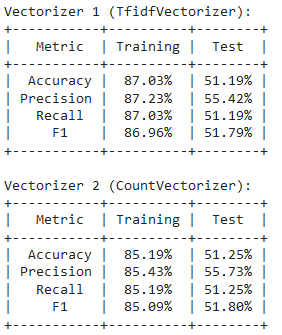 Vectorizer 1 (TfidfVectorizer):
+-----------+----------+--------+
|   Metric  | Training |  Test  |
+-----------+----------+--------+
|  Accuracy |  87.03%  | 51.19% |
| Precision |  87.23%  | 55.42% |
|   Recall  |  87.03%  | 51.19% |
|     F1    |  86.96%  | 51.79% |
+-----------+----------+--------+

Vectorizer 2 (CountVectorizer):
+-----------+----------+--------+
|   Metric  | Training |  Test  |
+-----------+----------+--------+
|  Accuracy |  85.19%  | 51.25% |
| Precision |  85.43%  | 55.73% |
|   Recall  |  85.19%  | 51.25% |
|     F1    |  85.09%  | 51.80% |
+-----------+----------+--------+